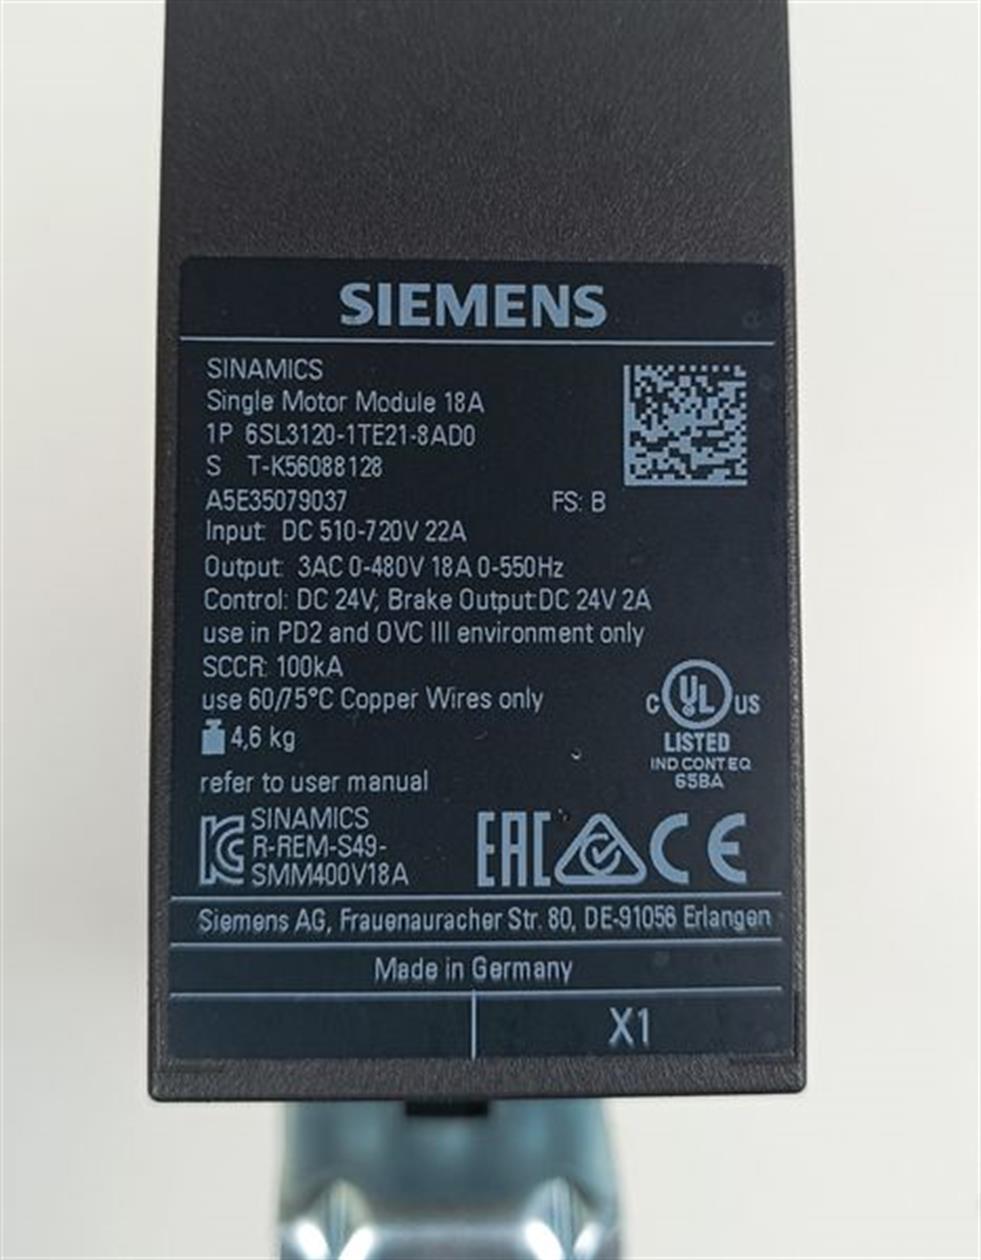 SIEMENS
SINAMICS
Single Motor Module 18A
1P 6SL3120-1TE21-8AD0
S T-K56088128
A5E35079037 FS: B
Input: DC 510-720V 22A
Output: 3AC 0-480V 18A 0-550Hz
Control: DC 24V; Brake Output:DC 24V 2A
use in PD2 and OVC III environment only
SCCR: 100kA
use 60/75°C Copper Wires only
4,6 kg
C UL US
LISTED
IND CONT EQ
65BA
refer to user manual
SINAMICS
R-REM-S49-
SMM400V18A
EAC CE
Siemens AG, Frauenauracher Str. 80, DE-91056 Erlangen
Made in Germany
X1